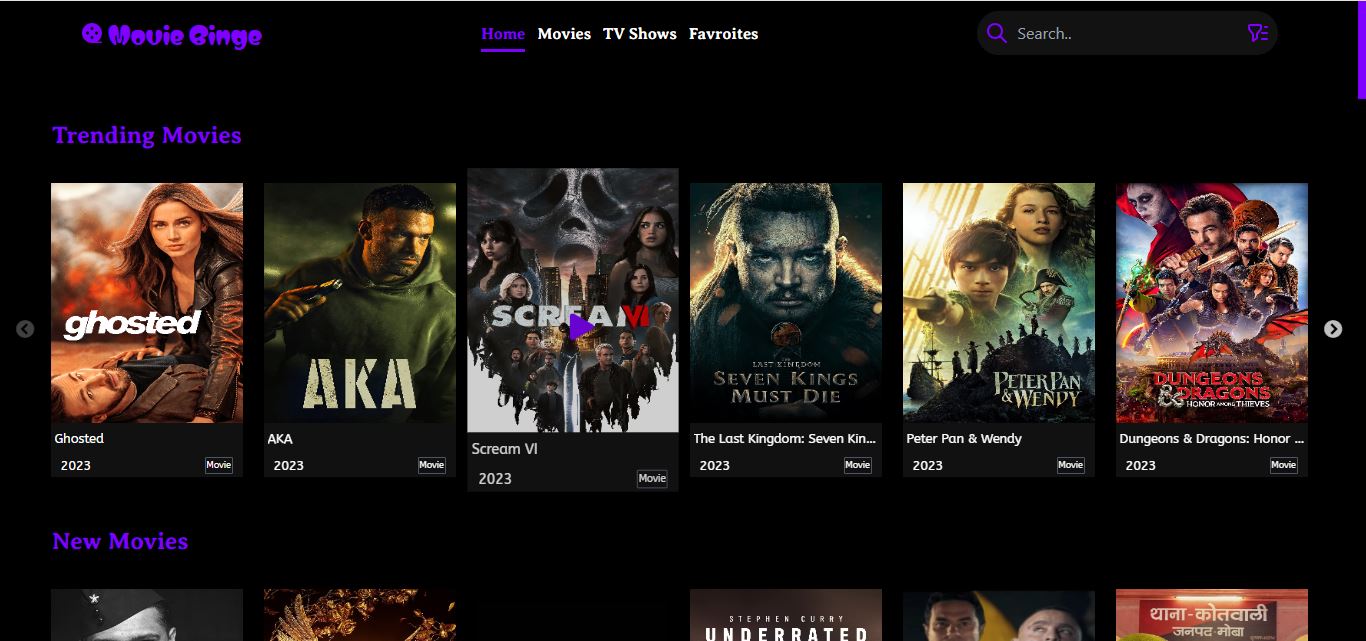 Movie Binge
Home Movies TV Shows Favroites
Search..
Trending Movies
ghosted
AKA
SCREAM VI
THE
LAST KINGDOM
SEVEN KINGS
MUST DIE
PETER PAN
& WENDY
DUNGEONS
& DRAGONS
HONOR AMONG THIEVES
Ghosted
2023 Movie
AKA
2023 Movie
Scream VI
2023 Movie
The Last Kingdom: Seven Kin...
2023 Movie
Peter Pan & Wendy
2023 Movie
Dungeons & Dragons: Honor ...
2023 Movie
New Movies
STEPHEN CURRY
UNDERRATED
थाना-कोतवाली
जनपद-मोबा